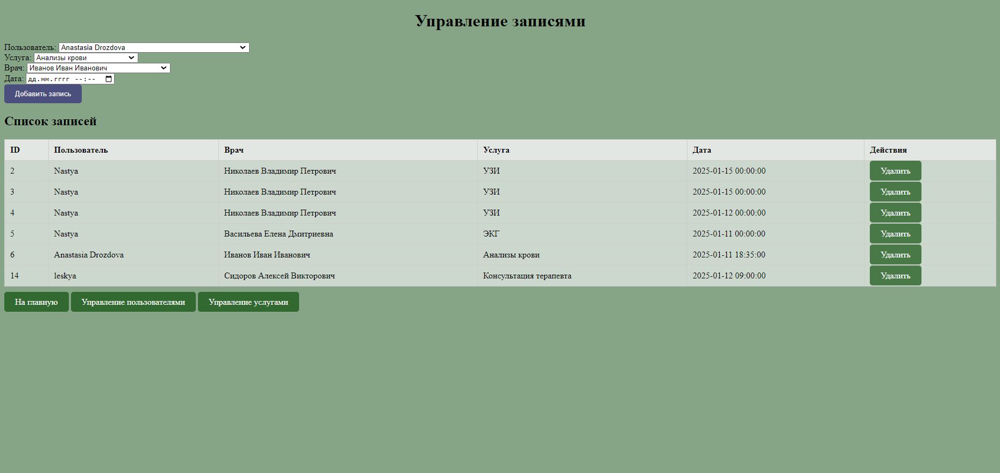 Управление записями
Пользователь: Anastasia Drozdova
Услуга: Анализы крови
Врач: Иванов Иван Иванович
Дата: дд.мм.гггг --:--
Добавить запись
Список записей
ID Пользователь Врач Услуга Дата Действия
2 Nastya Николаев Владимир Петрович УЗИ 2025-01-15 00:00:00 Удалить
3 Nastya Николаев Владимир Петрович УЗИ 2025-01-15 00:00:00 Удалить
4 Nastya Николаев Владимир Петрович УЗИ 2025-01-12 00:00:00 Удалить
5 Nastya Васильева Елена Дмитриевна ЭКГ 2025-01-11 00:00:00 Удалить
6 Anastasia Drozdova Иванов Иван Иванович Анализы крови 2025-01-11 18:35:00 Удалить
14 leskya Сидоров Алексей Викторович Консультация терапевта 2025-01-12 09:00:00 Удалить
На главную Управление пользователями Управление услугами